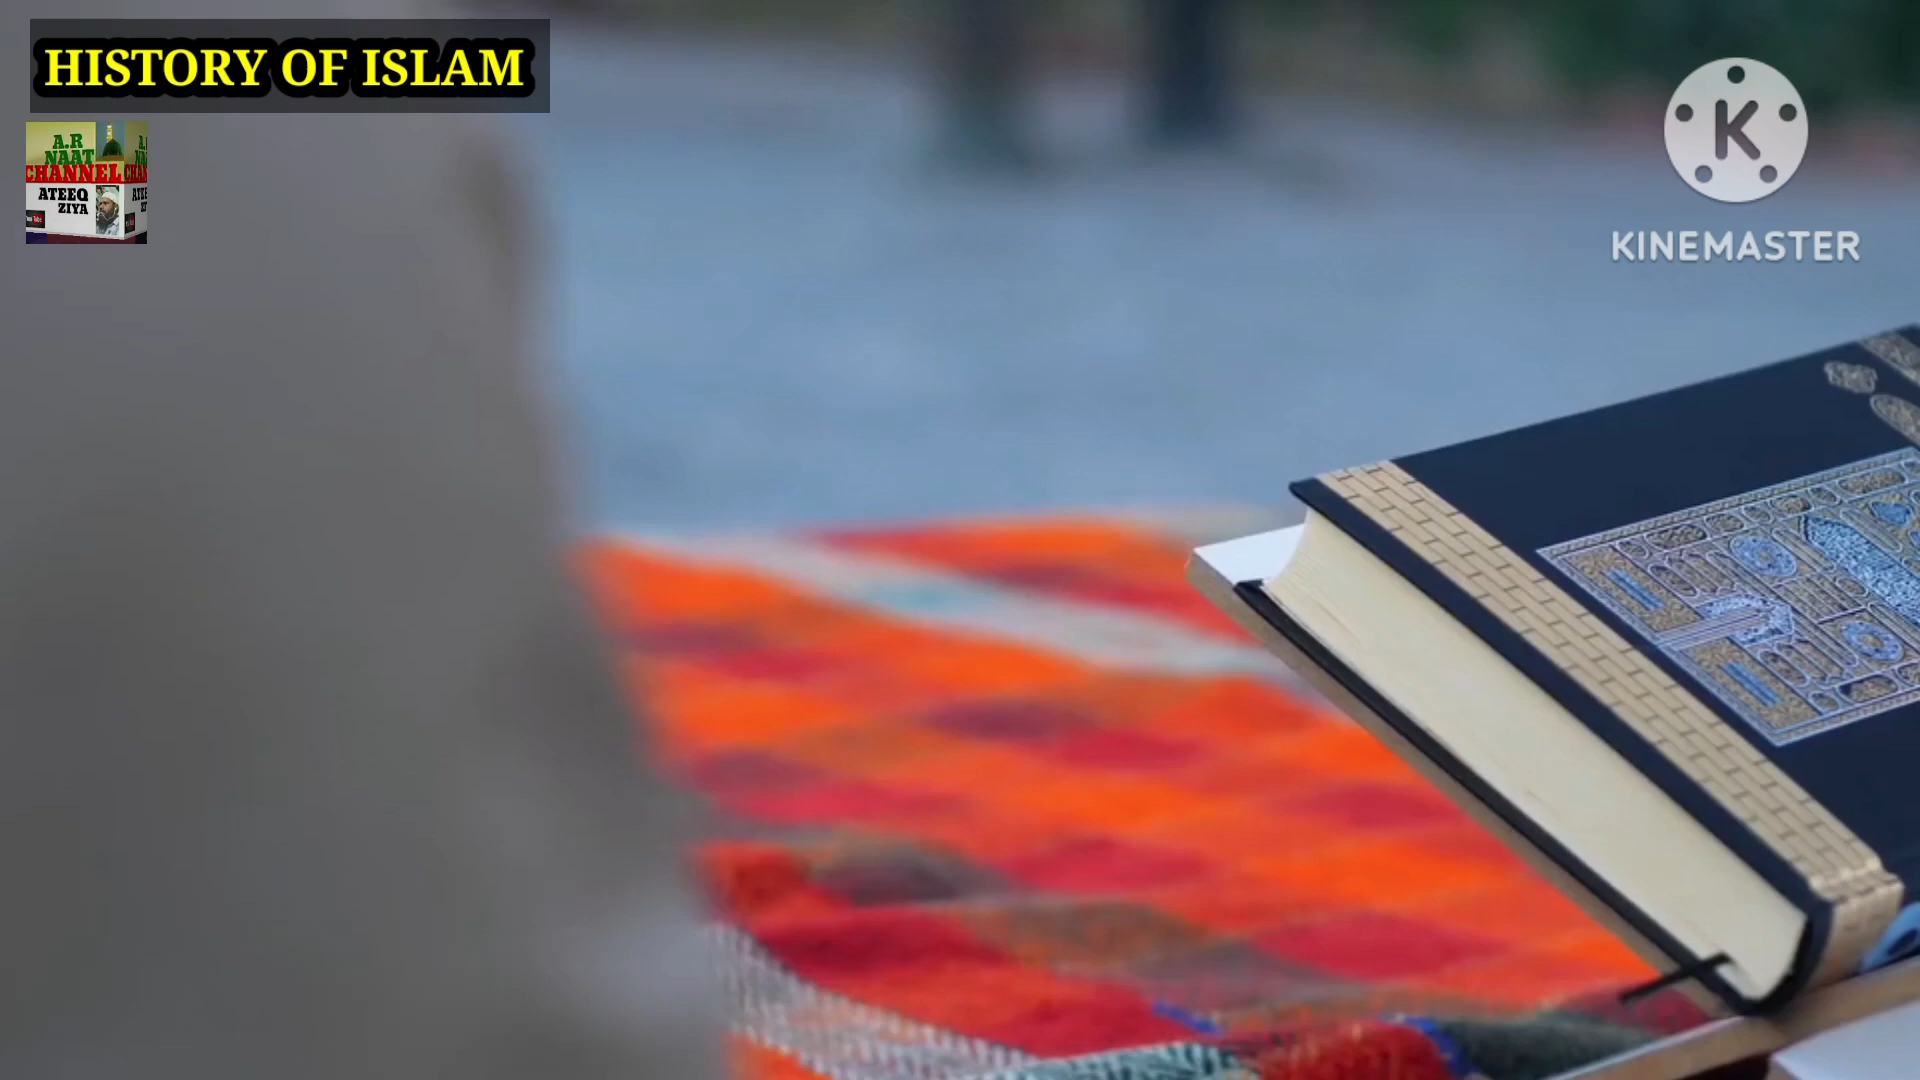 HISTORY OF ISLAM
A.R
NAAT
CHANNEL
ATEEQ
ZIYA
K
KINEMASTER